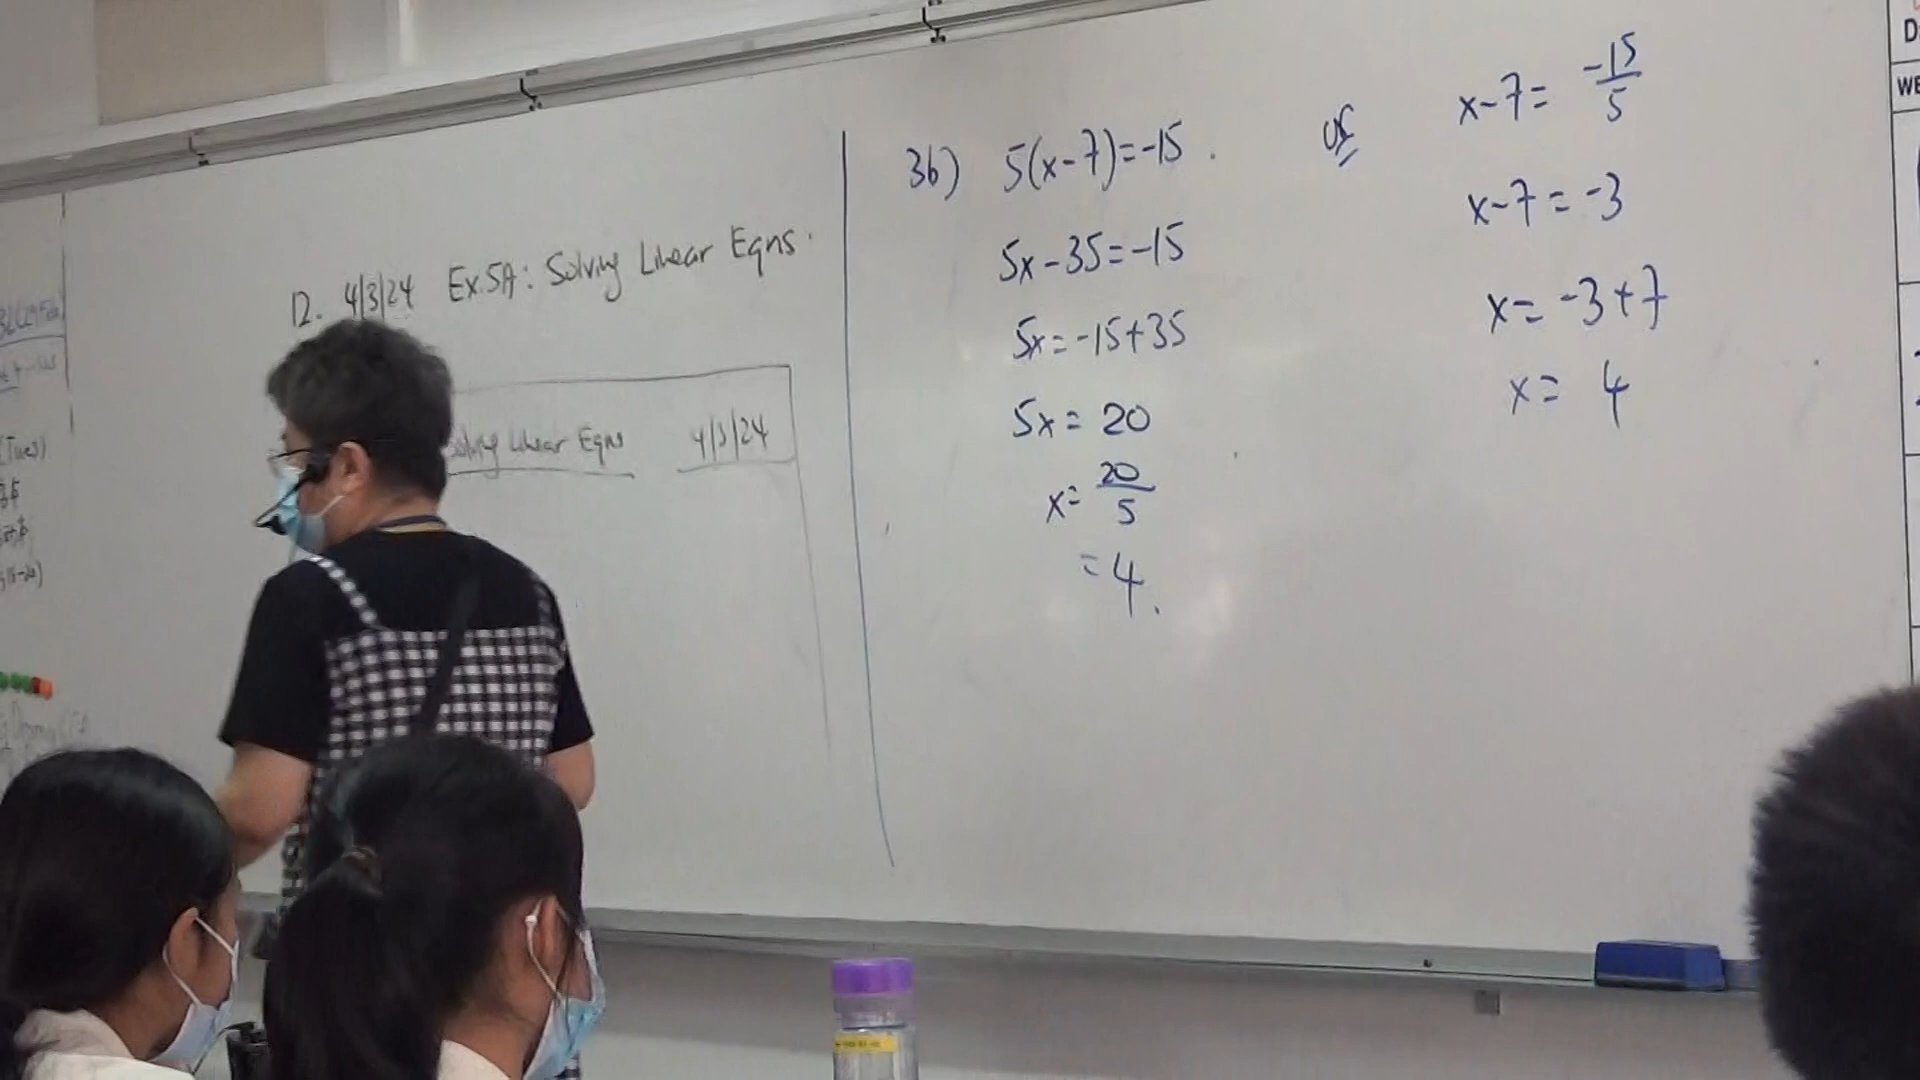 12. 4/3/24 Ex.5A: Solving Linear Eqns.
Solving Linear Eqns 4/3/24
3b) 5(x-7)=-15.
5x-35=-15
5x=-15+35
5x=20
x=20/5
=4.
or
x-7=-15/5
x-7=-3
x=-3+7
x=4
(Tues)
D
WE